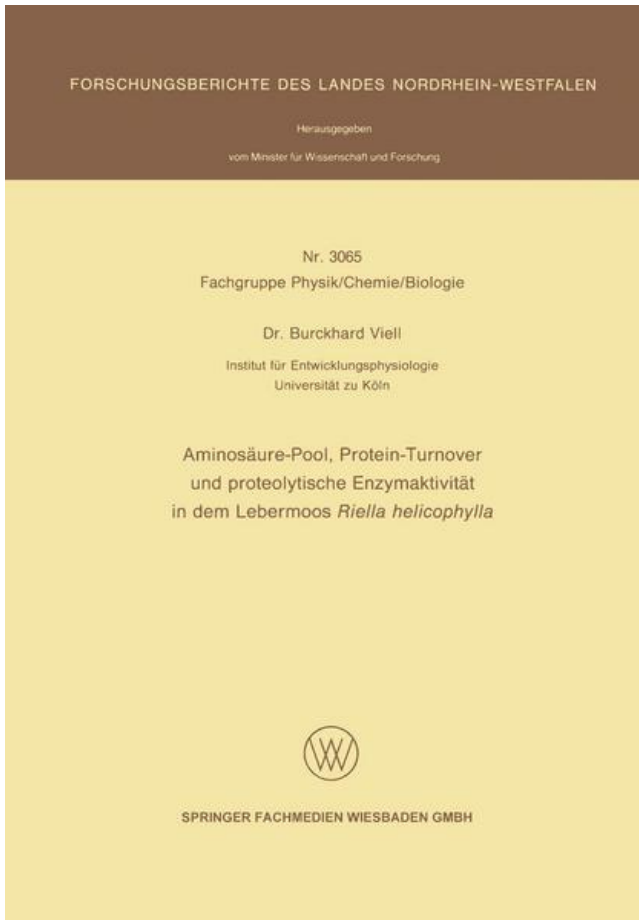 FORSCHUNGSBERICHTE DES LANDES NORDRHEIN-WESTFALEN
Herausgegeben
vom Minister für Wissenschaft und Forschung
Nr. 3065
Fachgruppe Physik/Chemie/Biologie
Dr. Burckhard Viell
Institut für Entwicklungsphysiologie
Universität zu Köln
Aminosäure-Pool, Protein-Turnover
und proteolytische Enzymaktivität
in dem Lebermoos Riella helicophylla
SPRINGER FACHMEDIEN WIESBADEN GMBH